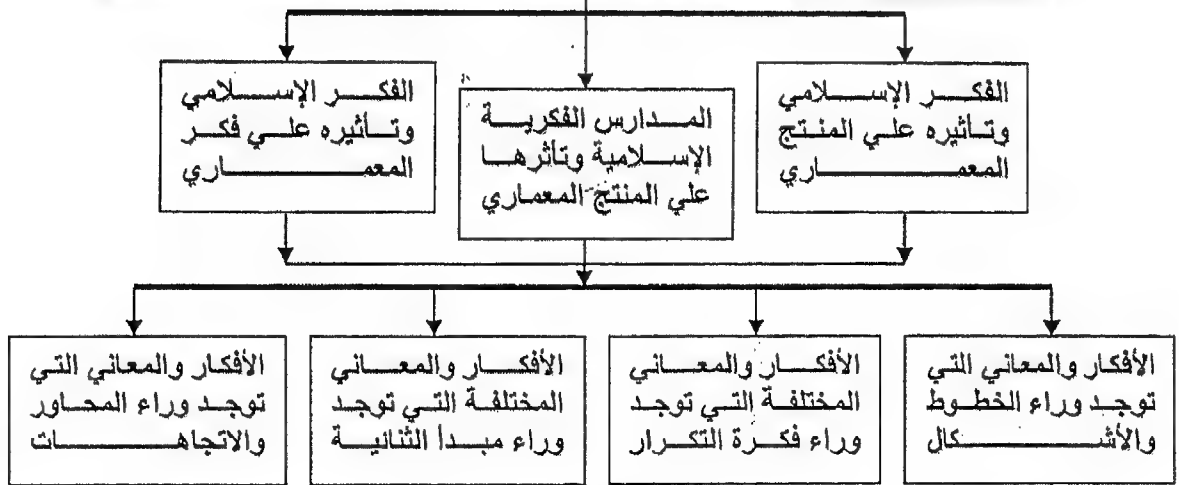 الفكر الإسلامي
وتأثيره علي المنتج
المعماري
المدارس الفكرية
الإسلامية وتأثرها
علي المنتج المعماري
الفكر الإسلامي
وتأثيره علي فكر
المعماري
الأفكار والمعاني التي
توجد وراء الخطوط
والأشكال
الأفكار والمعاني
المختلفة التي توجد
وراء فكرة التكرار
الأفكار والمعاني
المختلفة التي توجد
وراء مبدأ الثنائية
الأفكار والمعاني التي
توجد وراء المحاور
والاتجاهات